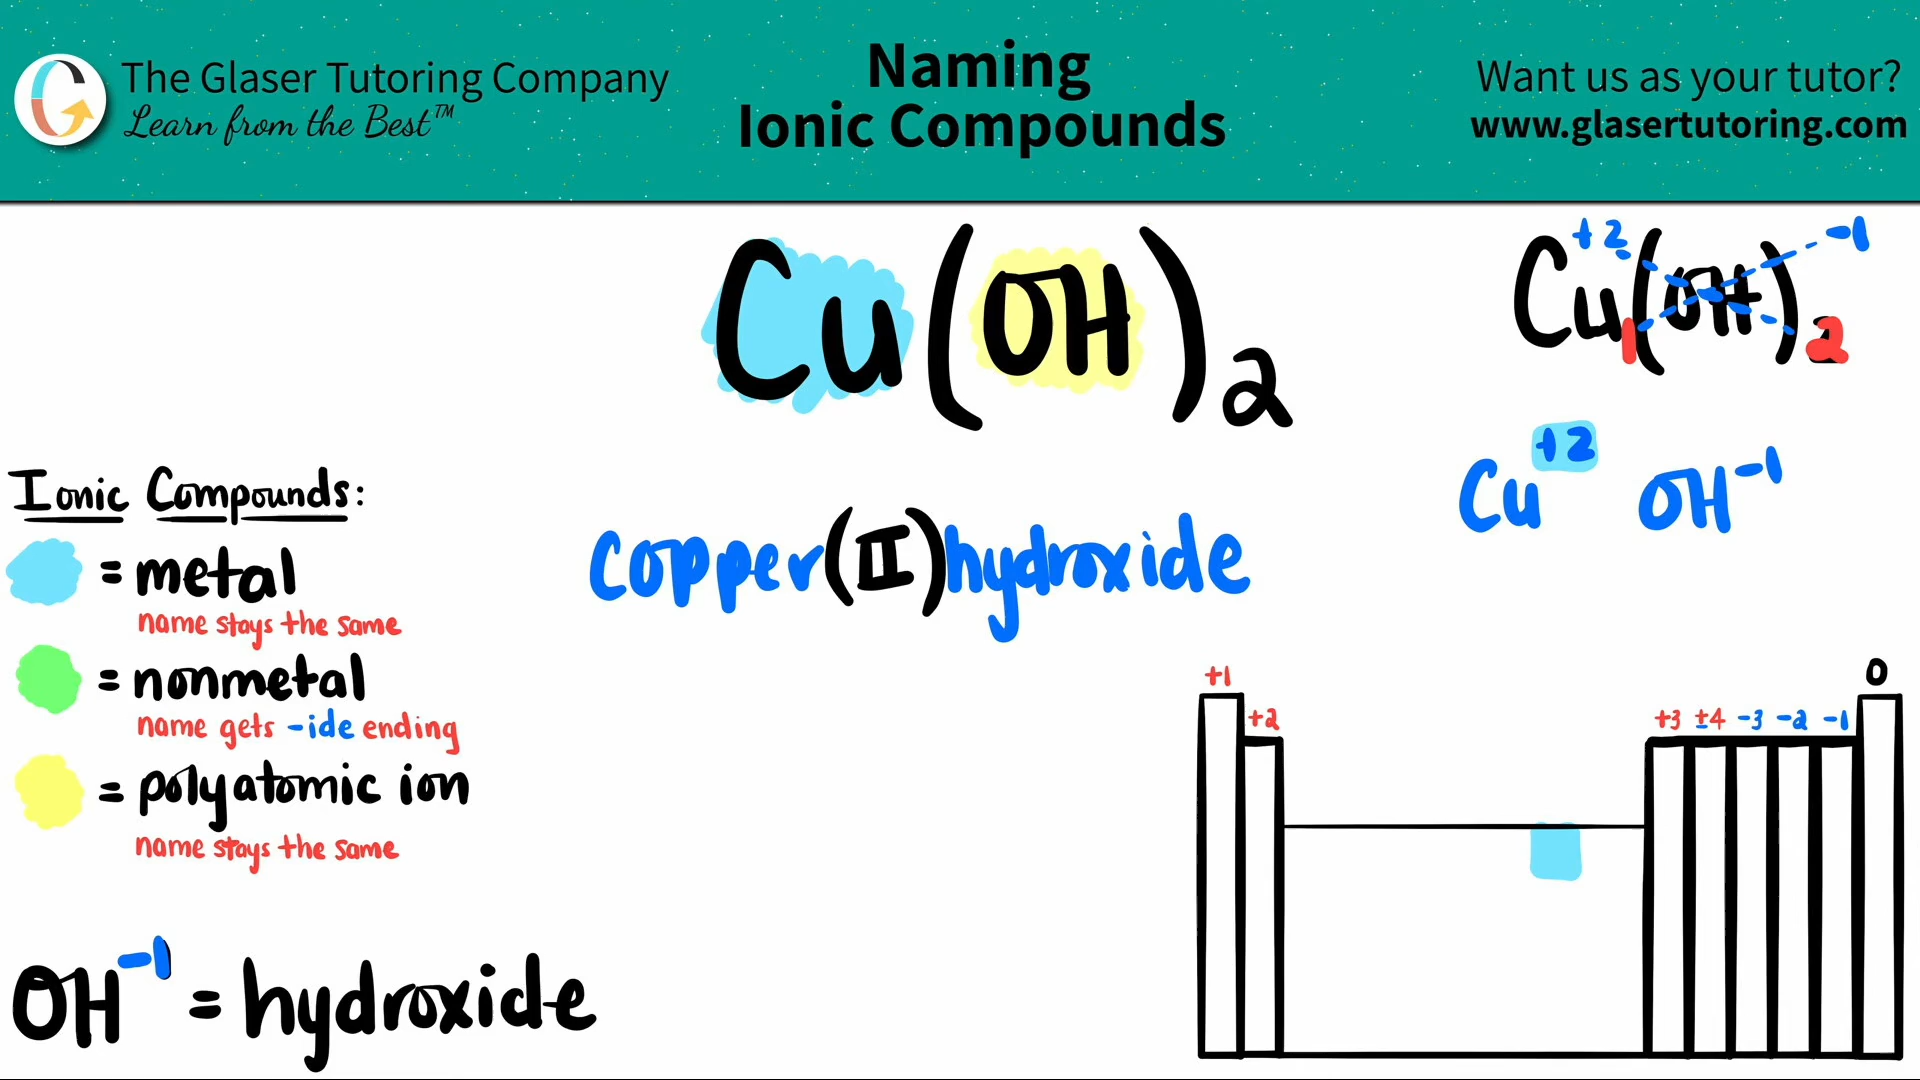 The Glaser Tutoring Company
Learn from the Best™
Naming
Ionic Compounds
Want us as your tutor?
www.glasertutoring.com
Cu(OH)₂
+2 -1
Cu₁(OH)₂
Cu⁺² OH⁻¹
Copper(II)hydroxide
Ionic Compounds:
= metal
name stays the same
= nonmetal
name gets -ide ending
= polyatomic ion
name stays the same
OH⁻¹ = hydroxide
+1 0
+2 +3 ±4 -3 -2 -1